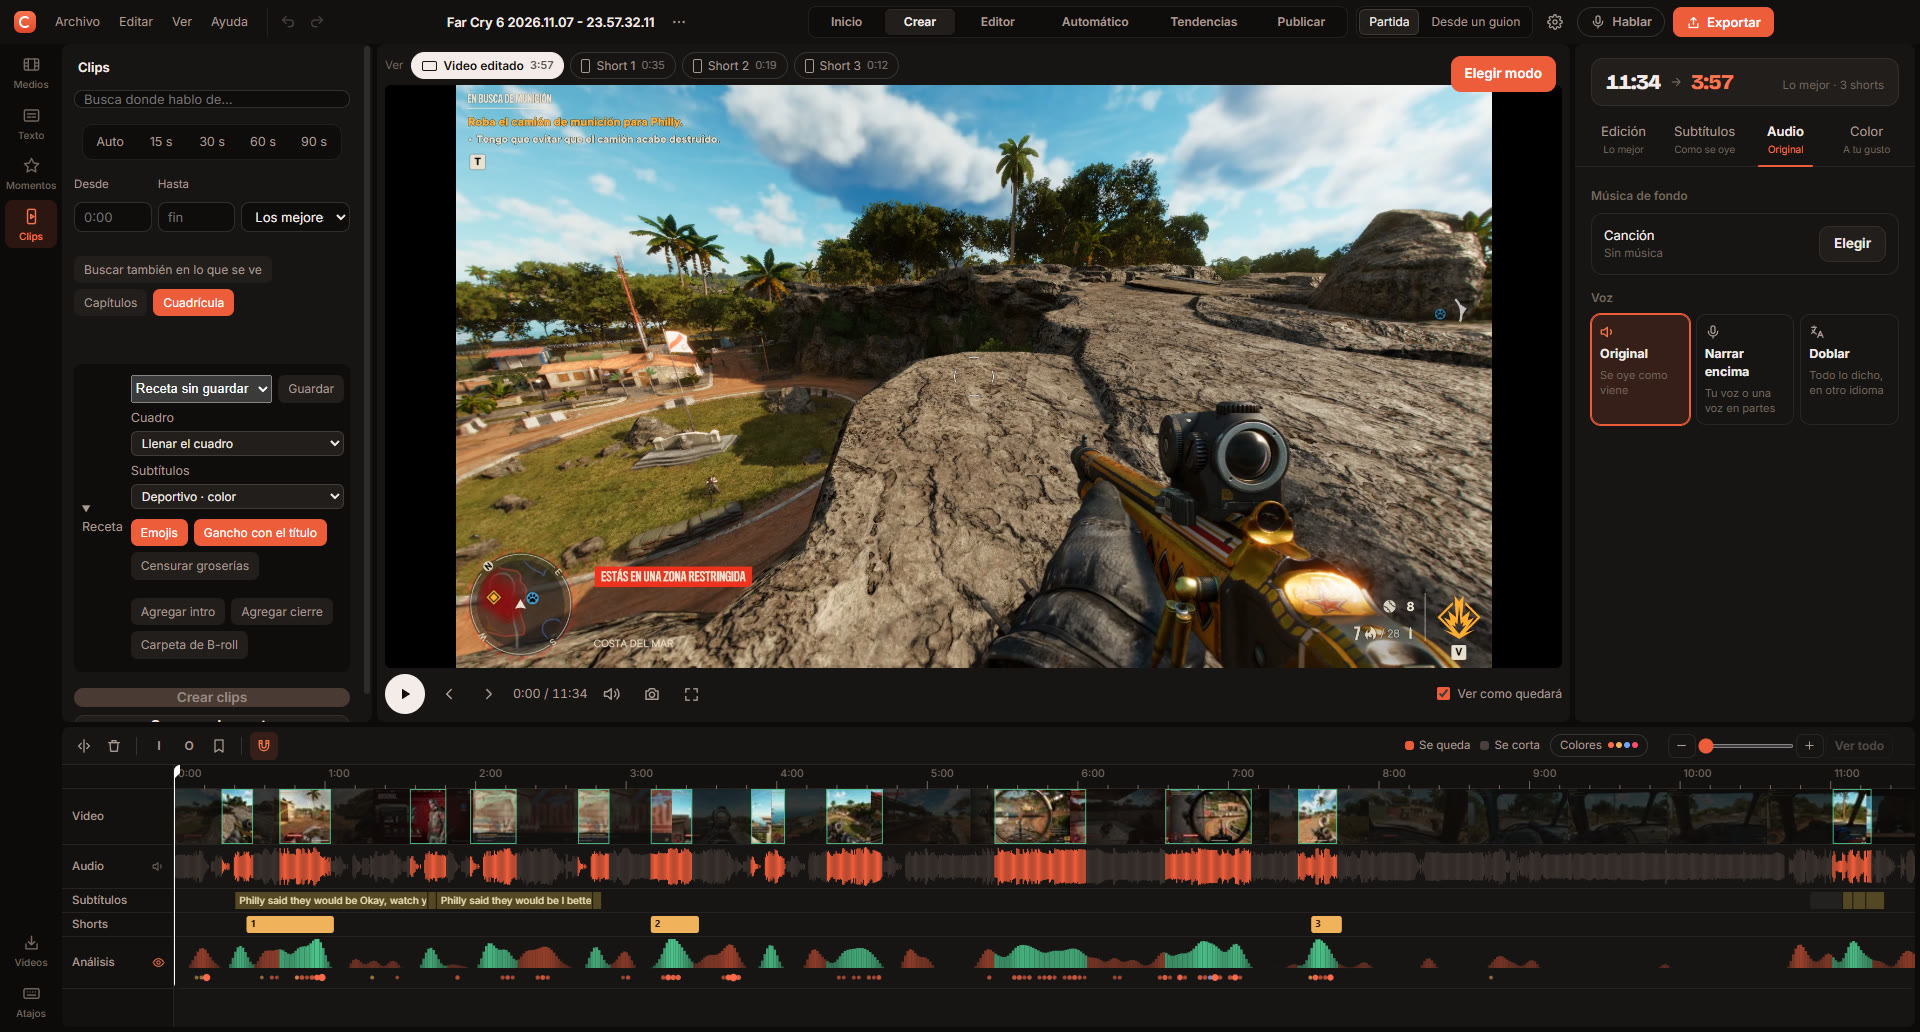 Archivo Editar Ver Ayuda
Far Cry 6 2026.11.07 - 23.57.32.11
Inicio Crear Editor Automático Tendencias Publicar
Partida Desde un guion
Hablar
Exportar
Medios
Texto
Momentos
Clips
Videos
Atajos
Clips
Busca donde hablo de...
Auto 15 s 30 s 60 s 90 s
Desde Hasta
0:00 fin Los mejore
Buscar también en lo que se ve
Capítulos Cuadrícula
Receta
Receta sin guardar Guardar
Cuadro
Llenar el cuadro
Subtítulos
Deportivo · color
Emojis Gancho con el título
Censurar groserías
Agregar intro Agregar cierre
Carpeta de B-roll
Crear clips
Ver Video editado 3:57 Short 1 0:35 Short 2 0:19 Short 3 0:12
Elegir modo
EN BUSCA DE MUNICIÓN
Roba el camión de munición para Philly.
- Tengo que evitar que el camión acabe destruido.
T
N
E
S
W
ESTÁS EN UNA ZONA RESTRINGIDA
COSTA DEL MAR
8
7 / 28
V
0:00 / 11:34
Ver como quedará
11:34 → 3:57 Lo mejor · 3 shorts
Edición Subtítulos Audio Color
Lo mejor Como se oye Original A tu gusto
Música de fondo
Canción
Sin música
Elegir
Voz
Original
Se oye como
viene
Narrar
encima
Tu voz o una
voz en partes
Doblar
Todo lo dicho,
en otro idioma
I O
Se queda Se corta Colores Ver todo
0:00 1:00 2:00 3:00 4:00 5:00 6:00 7:00 8:00 9:00 10:00 11:00
Video
Audio
Subtítulos
Philly said they would be Okay, watch y Philly said they would be I bette
Shorts
1 2 3
Análisis